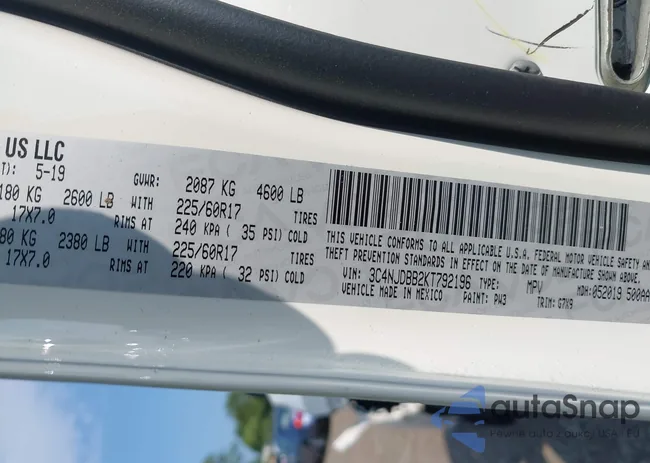 US LLC
T): 5-19 GVWR: 2087 KG 4600 LB
180 KG 2600 LB WITH 225/60R17 TIRES
17X7.0 RIMS AT 240 KPA ( 35 PSI) COLD
80 KG 2380 LB WITH 225/60R17 TIRES
17X7.0 RIMS AT 220 KPA ( 32 PSI) COLD
THIS VEHICLE CONFORMS TO ALL APPLICABLE U.S.A. FEDERAL MOTOR VEHICLE SAFETY AN
THEFT PREVENTION STANDARDS IN EFFECT ON THE DATE OF MANUFACTURE SHOWN ABOVE.
VIN: 3C4NJDBB2KT792196 TYPE: MPV MDH: 052019 500AA
VEHICLE MADE IN MEXICO PAINT: PW3 TRIM: G7X9
autaSnap